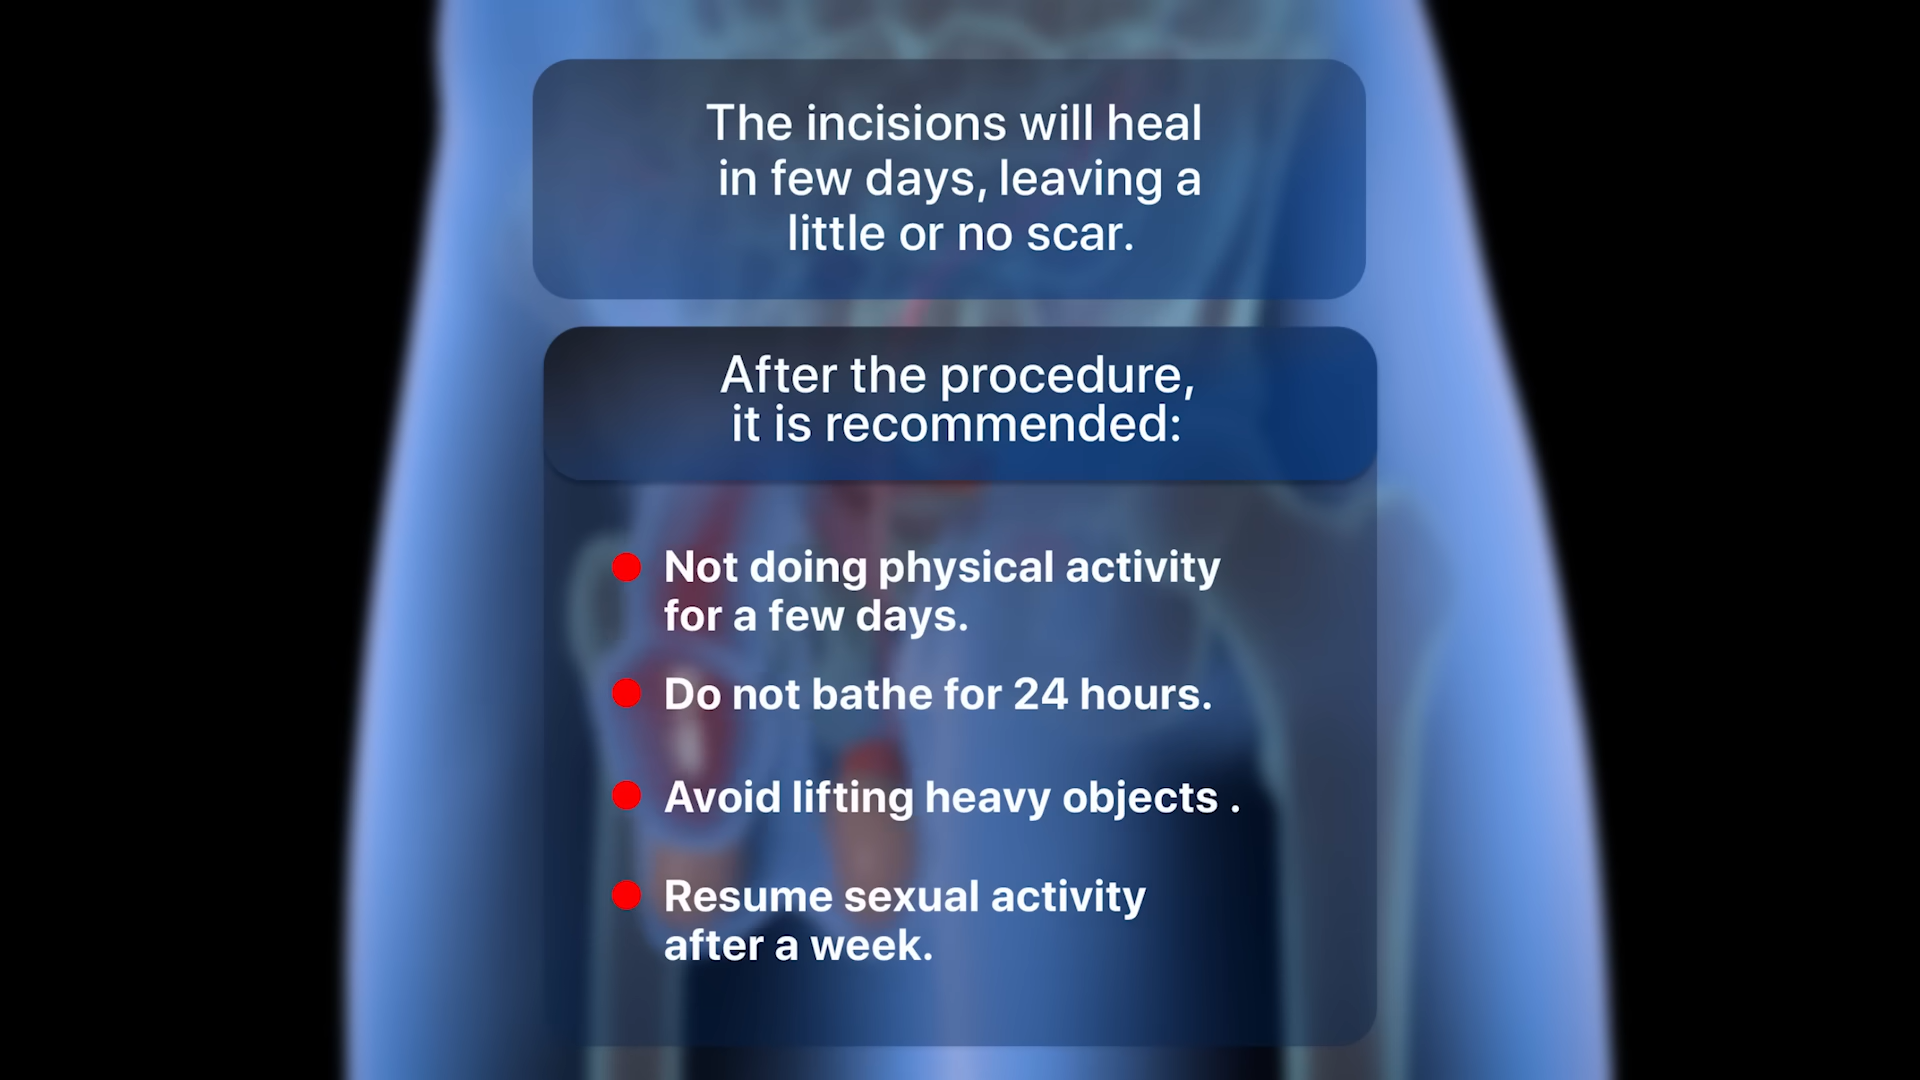 The incisions will heal
in few days, leaving a
little or no scar.
After the procedure,
it is recommended:
Not doing physical activity
for a few days.
Do not bathe for 24 hours.
Avoid lifting heavy objects .
Resume sexual activity
after a week.